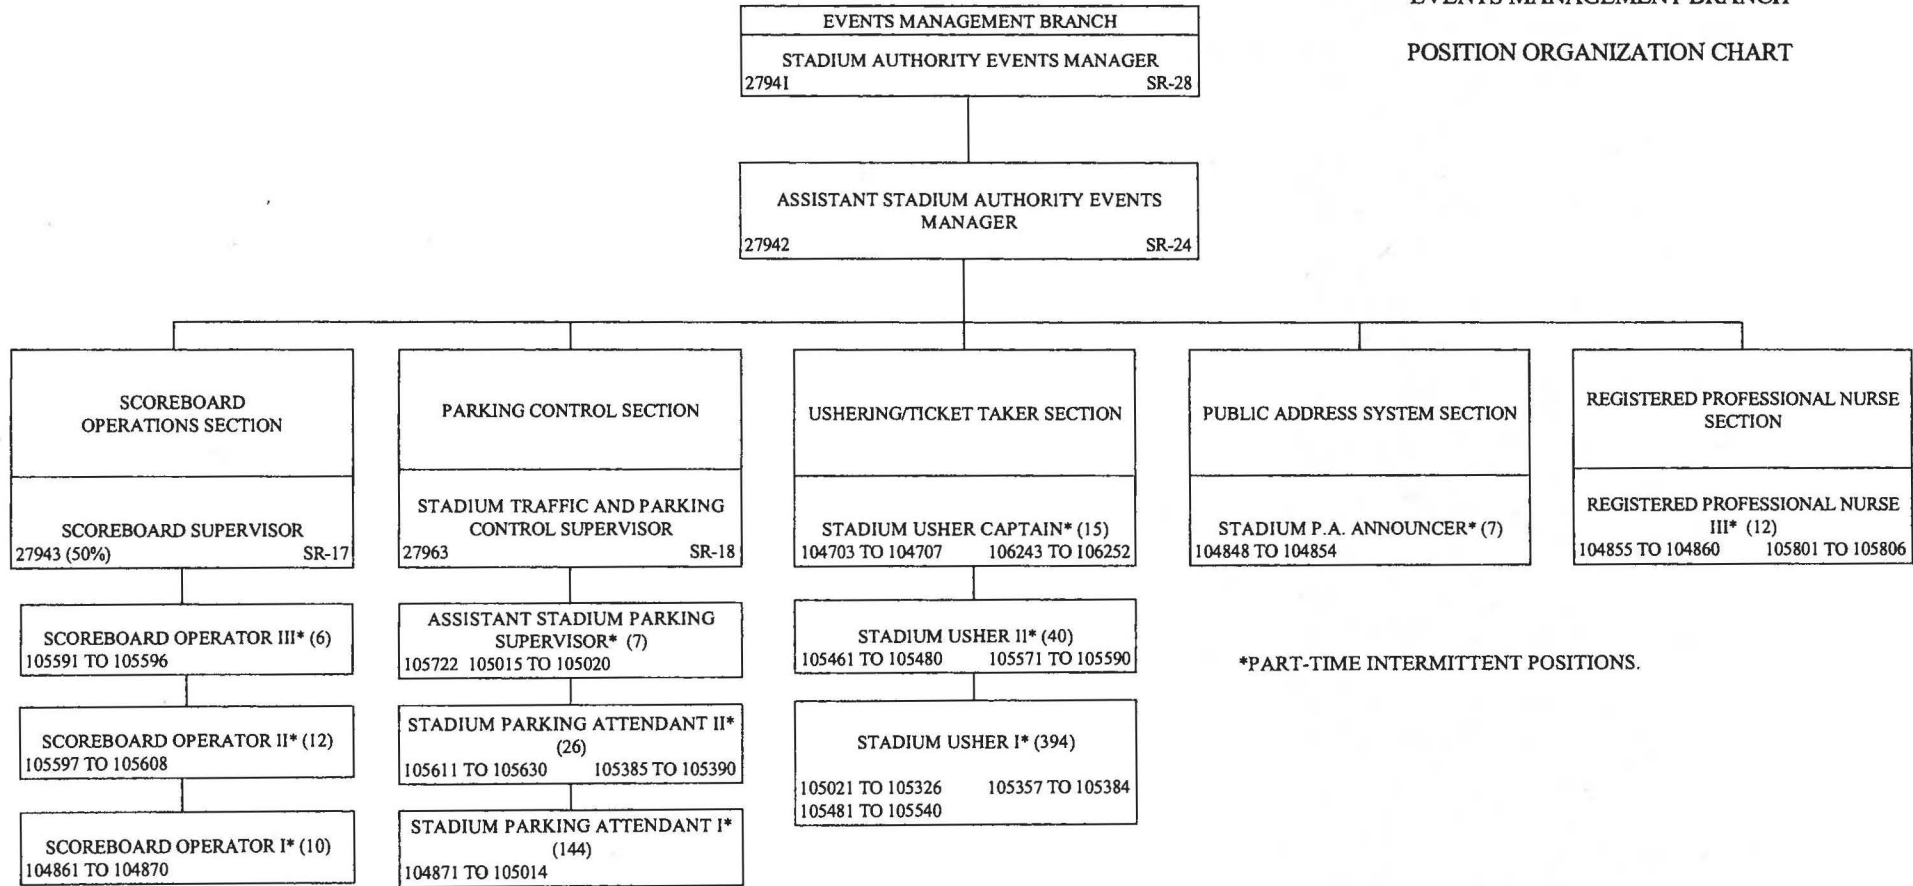 EVENTS MANAGEMENT BRANCH
POSITION ORGANIZATION CHART
EVENTS MANAGEMENT BRANCH
STADIUM AUTHORITY EVENTS MANAGER
27941 SR-28
ASSISTANT STADIUM AUTHORITY EVENTS
MANAGER
27942 SR-24
SCOREBOARD
OPERATIONS SECTION
SCOREBOARD SUPERVISOR
27943 (50%) SR-17
SCOREBOARD OPERATOR III* (6)
105591 TO 105596
SCOREBOARD OPERATOR II* (12)
105597 TO 105608
SCOREBOARD OPERATOR I* (10)
104861 TO 104870
PARKING CONTROL SECTION
STADIUM TRAFFIC AND PARKING
CONTROL SUPERVISOR
27963 SR-18
ASSISTANT STADIUM PARKING
SUPERVISOR* (7)
105722 105015 TO 105020
STADIUM PARKING ATTENDANT II*
(26)
105611 TO 105630 105385 TO 105390
STADIUM PARKING ATTENDANT I*
(144)
104871 TO 105014
USHERING/TICKET TAKER SECTION
STADIUM USHER CAPTAIN* (15)
104703 TO 104707 106243 TO 106252
STADIUM USHER II* (40)
105461 TO 105480 105571 TO 105590
STADIUM USHER I* (394)
105021 TO 105326 105357 TO 105384
105481 TO 105540
PUBLIC ADDRESS SYSTEM SECTION
STADIUM P.A. ANNOUNCER* (7)
104848 TO 104854
REGISTERED PROFESSIONAL NURSE
SECTION
REGISTERED PROFESSIONAL NURSE
III* (12)
104855 TO 104860 105801 TO 105806
*PART-TIME INTERMITTENT POSITIONS.